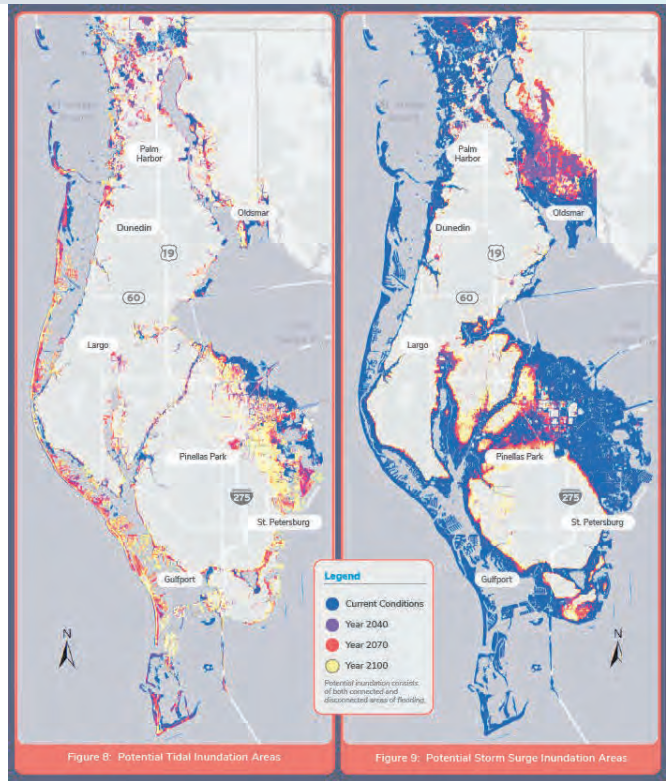 Palm
Harbor
Oldsmar
Dunedin
19
60
Largo
Pinellas Park
275
St. Petersburg
Gulfport
N
Figure 8: Potential Tidal Inundation Areas
Palm
Harbor
Oldsmar
Dunedin
19
60
Largo
Pinellas Park
275
St. Petersburg
Gulfport
N
Figure 9: Potential Storm Surge Inundation Areas
Legend
Current Conditions
Year 2040
Year 2070
Year 2100
Potential inundation consists
of both connected and
disconnected areas of flooding.